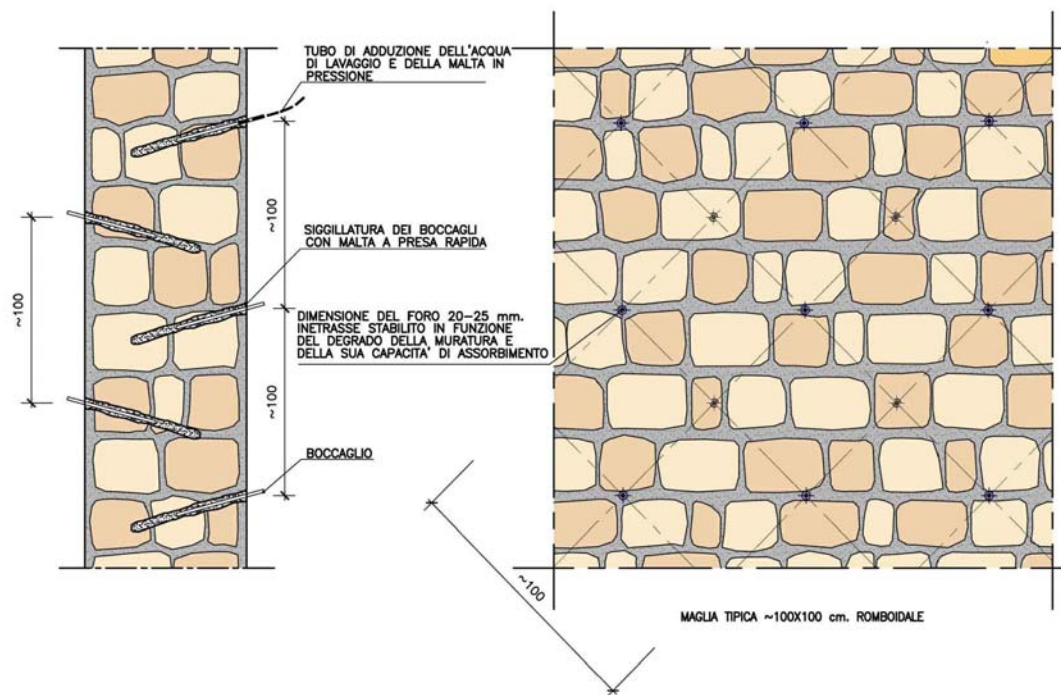 TUBO DI ADDUZIONE DELL'ACQUA
DI LAVAGGIO E DELLA MALTA IN
PRESSIONE
~100
SIGGILLATURA DEI BOCCAGLI
CON MALTA A PRESA RAPIDA
~100
DIMENSIONE DEL FORO 20-25 mm.
INETRASSE STABILITO IN FUNZIONE
DEL DEGRADO DELLA MURATURA E
DELLA SUA CAPACITA' DI ASSORBIMENTO
~100
BOCCAGLIO
~100
MAGLIA TIPICA ~100X100 cm. ROMBOIDALE